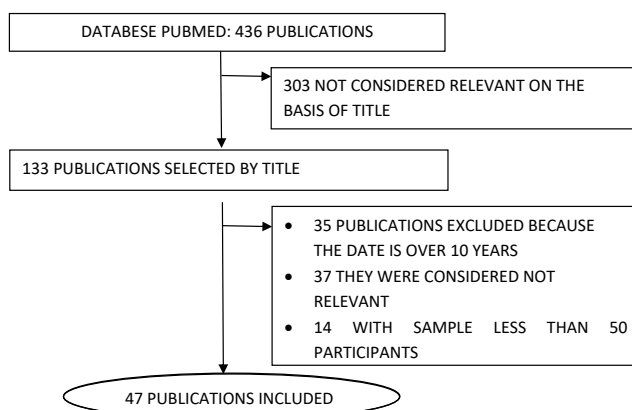 DATABESE PUBMED: 436 PUBLICATIONS
303 NOT CONSIDERED RELEVANT ON THE
BASIS OF TITLE
133 PUBLICATIONS SELECTED BY TITLE
• 35 PUBLICATIONS EXCLUDED BECAUSE
THE DATE IS OVER 10 YEARS
• 37 THEY WERE CONSIDERED NOT
RELEVANT
• 14 WITH SAMPLE LESS THAN 50
PARTICIPANTS
47 PUBLICATIONS INCLUDED